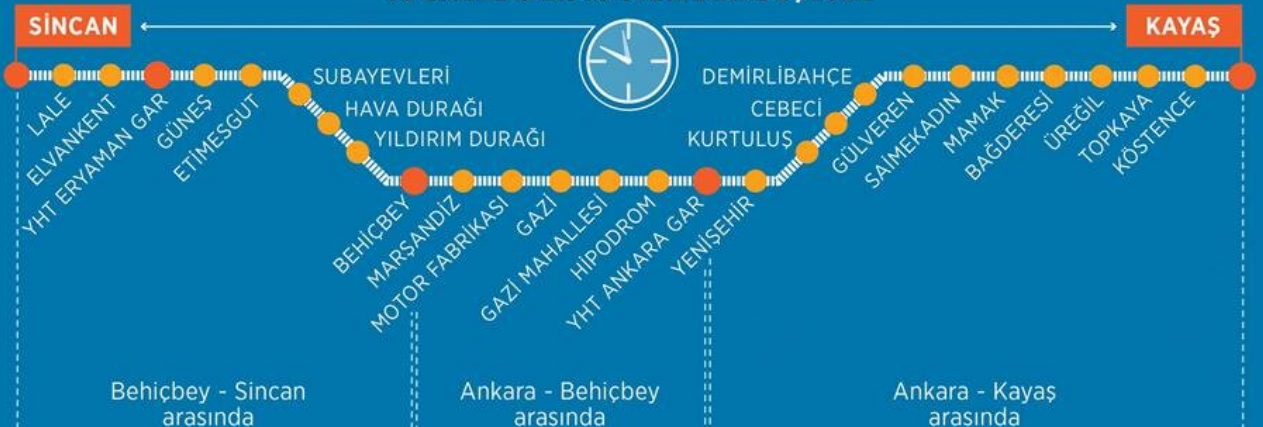 SİNCAN
KAYAŞ
LALE
ELVANKENT
YHT ERYAMAN GAR
GÜNEŞ
ETİMESGUT
SUBAYEVLERİ
HAVA DURAĞI
YILDIRIM DURAĞI
BEHİÇBEY
MARŞANDİZ
MOTOR FABRİKASI
GAZİ
GAZİ MAHALLESİ
HİPODROM
YHT ANKARA GAR
YENİŞEHİR
KURTULUŞ
CEBECİ
DEMİRLİBAHÇE
GÜLVEREN
SAİMEKADIN
MAMAK
BAĞDERESİ
ÜREĞİL
TOPKAYA
KÖSTENCE
Behiçbey - Sincan
arasında
Ankara - Behiçbey
arasında
Ankara - Kayaş
arasında